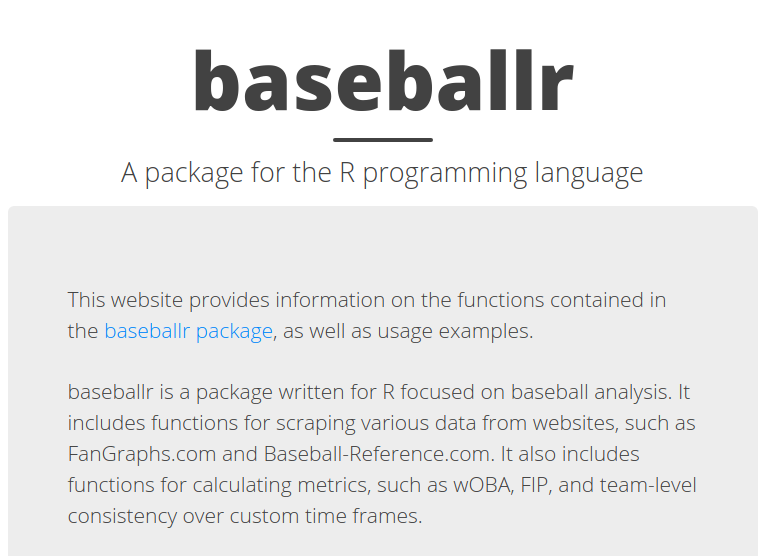 baseballr
A package for the R programming language
This website provides information on the functions contained in
the baseballr package, as well as usage examples.
baseballr is a package written for R focused on baseball analysis. It
includes functions for scraping various data from websites, such as
FanGraphs.com and Baseball-Reference.com. It also includes
functions for calculating metrics, such as wOBA, FIP, and team-level
consistency over custom time frames.